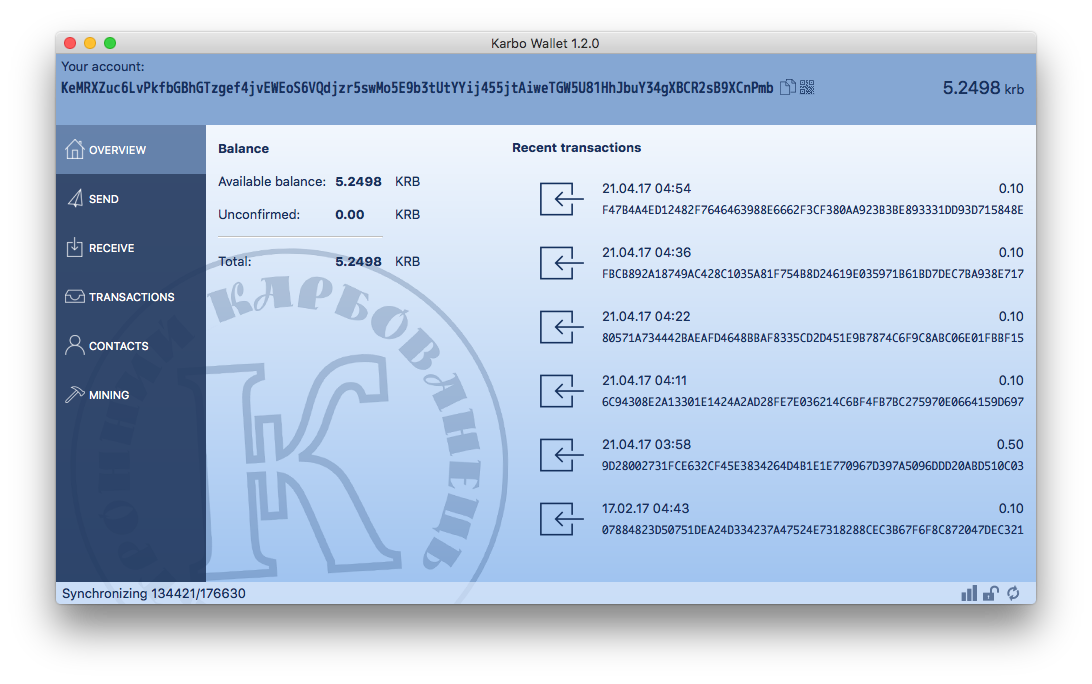 Karbo Wallet 1.2.0
Your account:
KeMRXZuc6LvPkfbGBhGTzgef4jvEWEoS6VQdjzr5swMo5E9b3tUtYYij455jtAiweTGW5U81HhJbuY34gXBCR2sB9XCnPmb
5.2498 krb
OVERVIEW
SEND
RECEIVE
TRANSACTIONS
CONTACTS
MINING
Balance
Available balance: 5.2498 KRB
Unconfirmed: 0.00 KRB
Total: 5.2498 KRB
КАРБОВАНЕЦЬ
Recent transactions
21.04.17 04:54 0.10
F47B4A4ED12482F7646463988E6662F3CF380AA923B3BE893331DD93D715848E
21.04.17 04:36 0.10
FBCB892A18749AC428C1035A81F754B8D24619E035971B61BD7DEC7BA938E717
21.04.17 04:22 0.10
80571A734442BAEAFD4648BBAF8335CD2D451E9B7874C6F9C8ABC06E01FBBF15
21.04.17 04:11 0.10
6C94308E2A13301E1424A2AD28FE7E036214C6BF4FB7BC275970E0664159D697
21.04.17 03:58 0.50
9D28002731FCE632CF45E3834264D4B1E1E770967D397A5096DDD20ABD510C03
17.02.17 04:43 0.10
07884823D50751DEA24D334237A47524E7318288CEC3B67F6F8C872047DEC321
Synchronizing 134421/176630